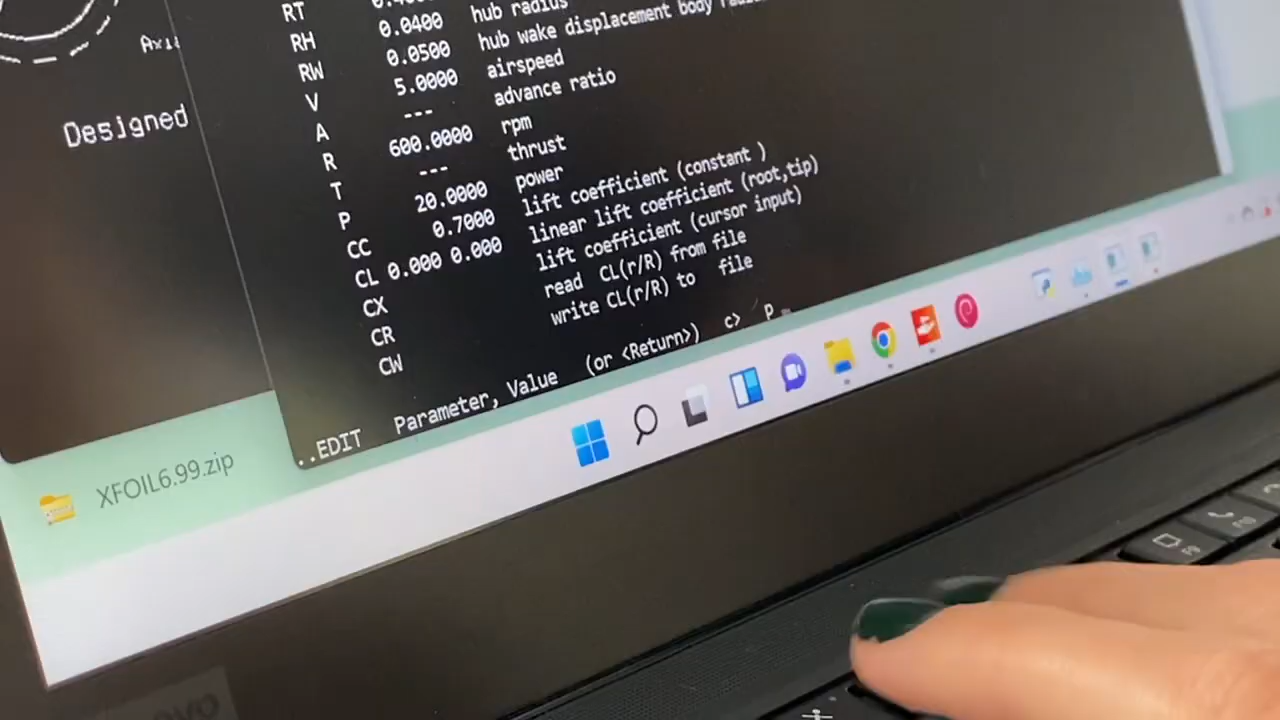 RT hub radius
RH 0.0400 hub wake displacement body
RW 0.0500 airspeed
V 5.0000 advance ratio
A --- rpm
R 600.0000 thrust
T --- power
P 20.0000 lift coefficient (constant )
CC 0.7000 linear lift coefficient (root,tip)
CL 0.000 0.000 lift coefficient (cursor input)
CX read CL(r/R) from file
CR write CL(r/R) to file
CW
..EDIT Parameter, Value (or <Return>) c> p
Designed
XFOIL6.99.zip